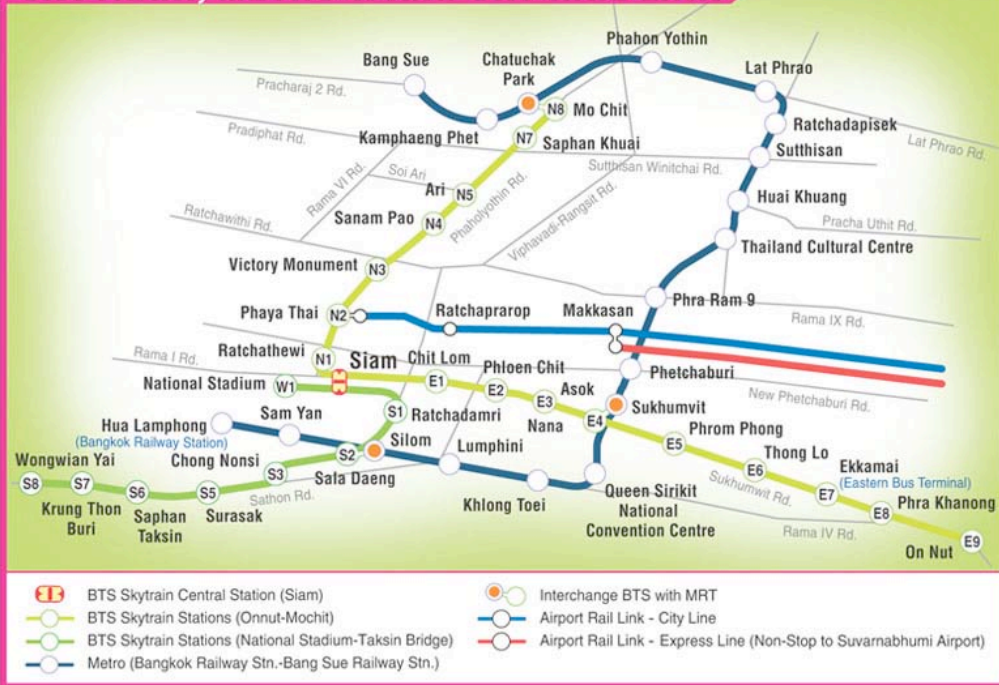 Phahon Yothin
Bang Sue
Chatuchak
Park
Lat Phrao
Pracharaj 2 Rd.
N8
Mo Chit
Ratchadapisek
Kamphaeng Phet
N7
Saphan Khuai
Pradiphat Rd.
Lat Phrao Rd.
Sutthisan
Sutthisan Winitchai Rd.
Soi Ari
Rama VI Rd.
Ari
N5
Phaholyothin Rd.
Viphavadi-Rangsit Rd.
Huai Khuang
Ratchawithi Rd.
Sanam Pao
N4
Pracha Uthit Rd.
Thailand Cultural Centre
Victory Monument
N3
Phra Ram 9
Phaya Thai
N2
Ratchaprarop
Makkasan
Rama IX Rd.
Ratchathewi
N1
Rama I Rd.
Siam
Chit Lom
Phloen Chit
Phetchaburi
National Stadium
W1
E1
E2
Asok
New Phetchaburi Rd.
E3
Nana
E4
Sukhumvit
S1
Ratchadamri
Sam Yan
Hua Lamphong
(Bangkok Railway Station)
Silom
Lumphini
Phrom Phong
E5
Thong Lo
E6
Wongwian Yai
Chong Nonsi
S2
Sala Daeng
S3
Ekkamai
(Eastern Bus Terminal)
E7
Sukhumwit Rd.
S8
S7
S6
S5
Sathon Rd.
Phra Khanong
E8
Krung Thon
Buri
Saphan
Taksin
Surasak
Khlong Toei
Queen Sirikit
National
Convention Centre
Rama IV Rd.
E9
On Nut
BTS Skytrain Central Station (Siam)
BTS Skytrain Stations (Onnut-Mochit)
BTS Skytrain Stations (National Stadium-Taksin Bridge)
Metro (Bangkok Railway Stn.-Bang Sue Railway Stn.)
Interchange BTS with MRT
Airport Rail Link - City Line
Airport Rail Link - Express Line (Non-Stop to Suvarnabhumi Airport)